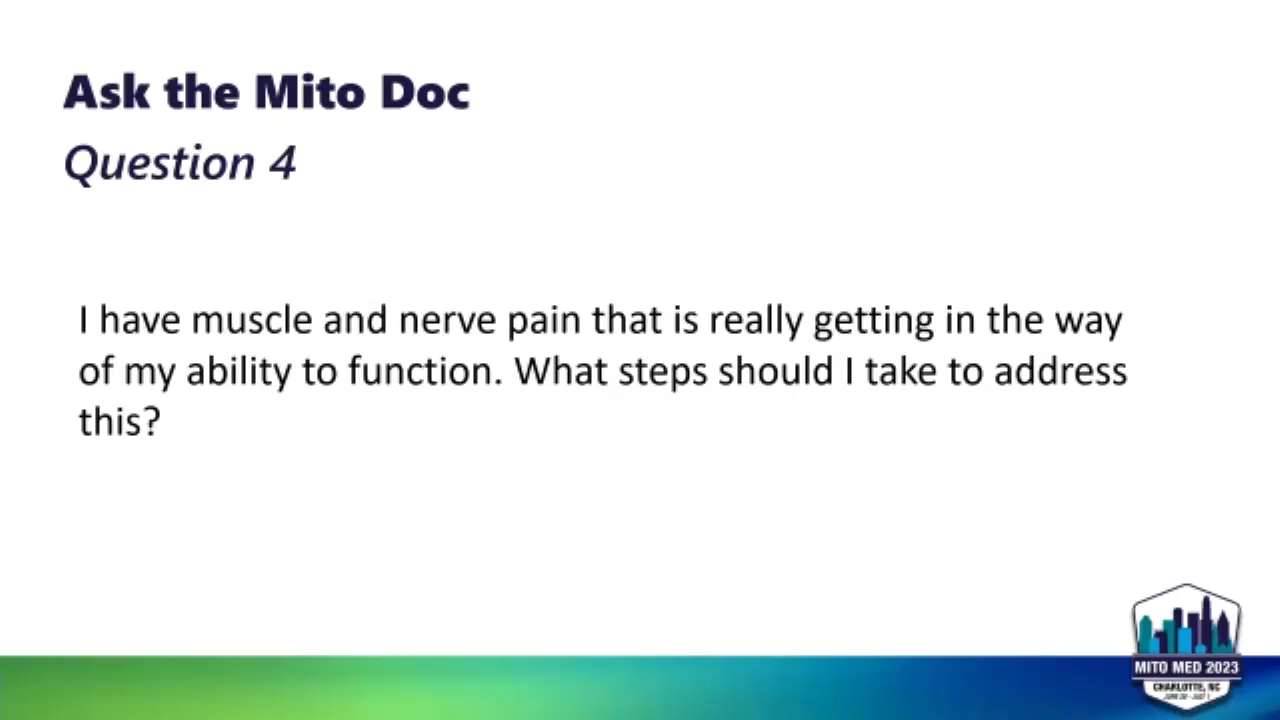 Ask the Mito Doc
Question 4
I have muscle and nerve pain that is really getting in the way
of my ability to function. What steps should I take to address
this?
MITO MED 2023
CHARLOTTE, NC